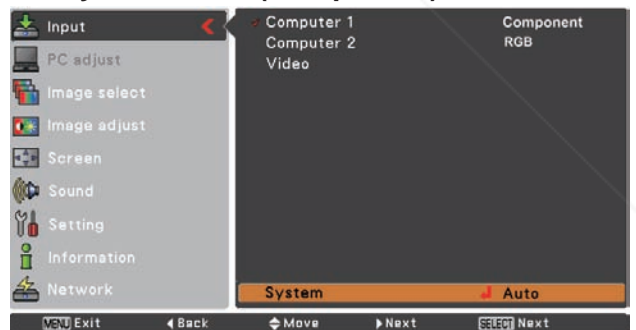 Input
PC adjust
Image select
Image adjust
Screen
Sound
Setting
Information
Network
Computer 1 Component
Computer 2 RGB
Video
System Auto
MENU Exit Back Move Next SELECT Next